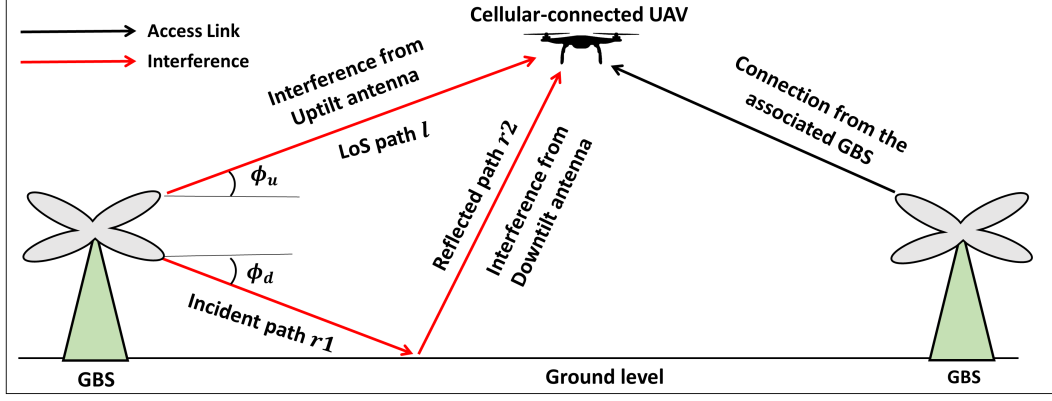 Cellular-connected UAV
Access Link
Interference
Interference from
Uptilt antenna
LoS path l
ϕu
Connection from the
associated GBS
Reflected path r2
Interference from
Downtilt antenna
ϕd
Incident path r1
GBS
Ground level
GBS